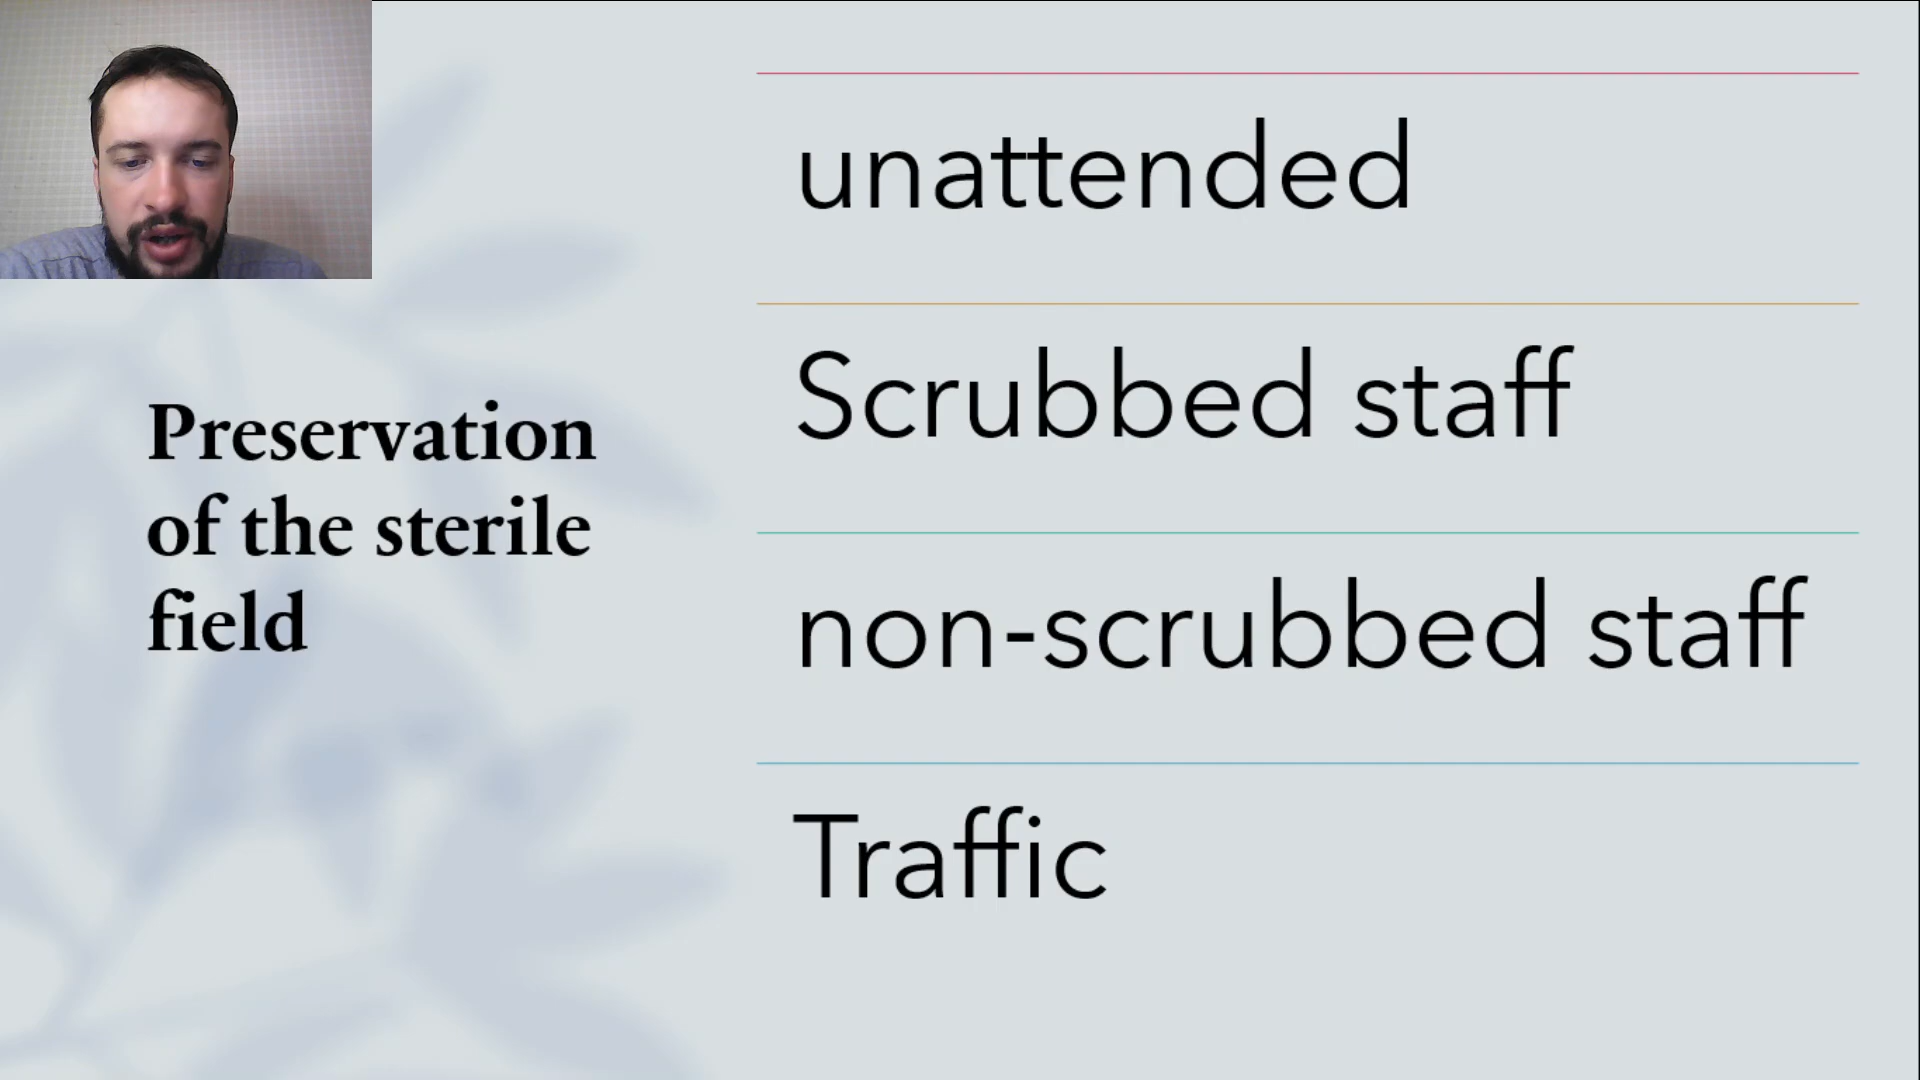 Preservation
of the sterile
field
unattended
Scrubbed staff
non-scrubbed staff
Traffic